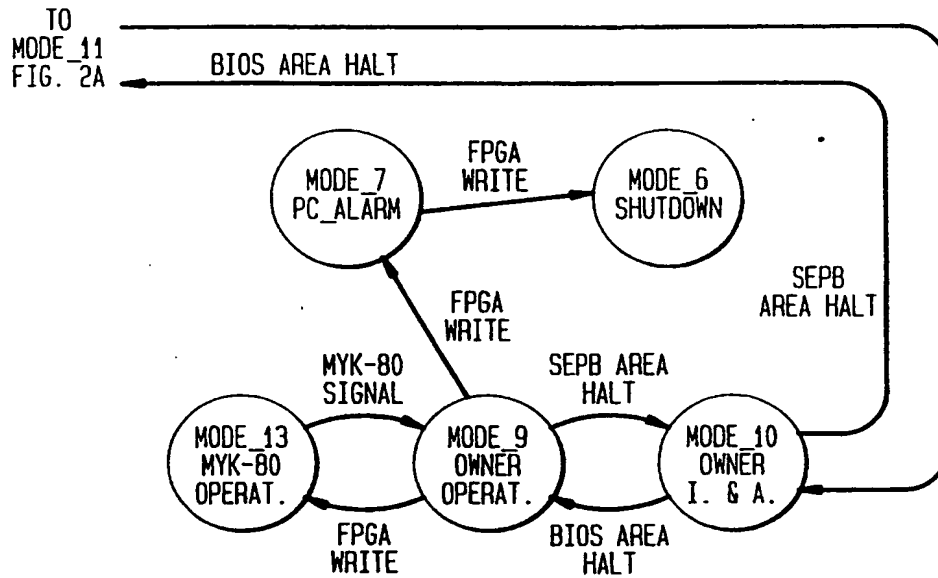 TO
MODE_11
FIG. 2A
BIOS AREA HALT
MODE_7
PC_ALARM
FPGA
WRITE
MODE_6
SHUTDOWN
SEPB
AREA HALT
FPGA
WRITE
MYK-80
SIGNAL
SEPB AREA
HALT
MODE_13
MYK-80
OPERAT.
MODE_9
OWNER
OPERAT.
MODE_10
OWNER
I. & A.
FPGA
WRITE
BIOS AREA
HALT